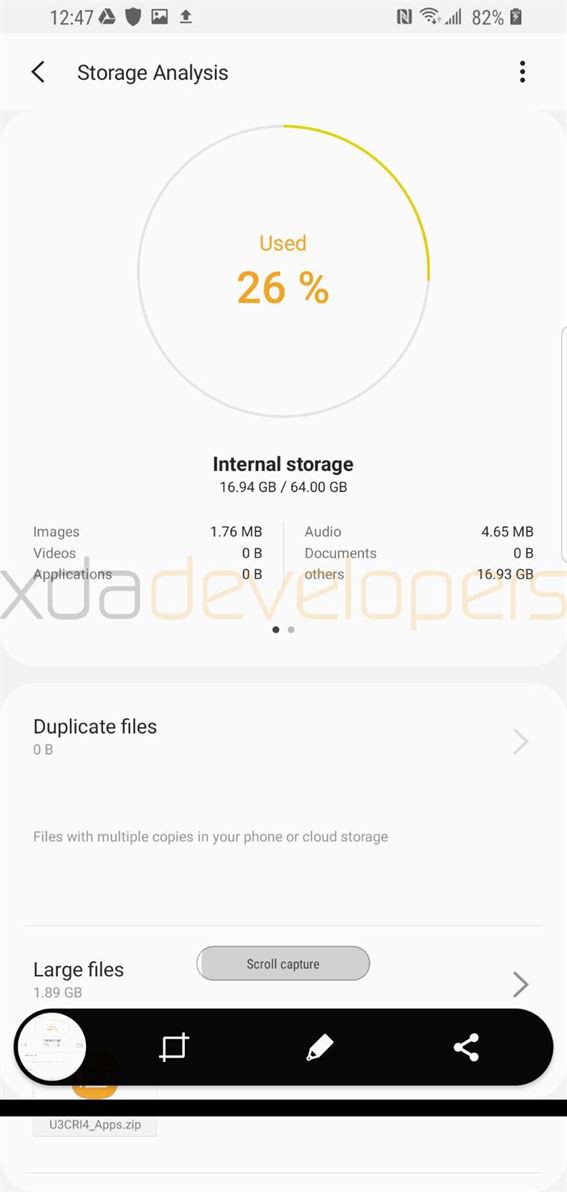 12:47 82%
Storage Analysis
Used
26 %
Internal storage
16.94 GB / 64.00 GB
Images 1.76 MB Audio 4.65 MB
Videos 0 B Documents 0 B
Applications 0 B others 16.93 GB
xdadevelopers
Duplicate files
0 B
Files with multiple copies in your phone or cloud storage
Scroll capture
Large files
1.89 GB
U3CRI4_Apps.zip